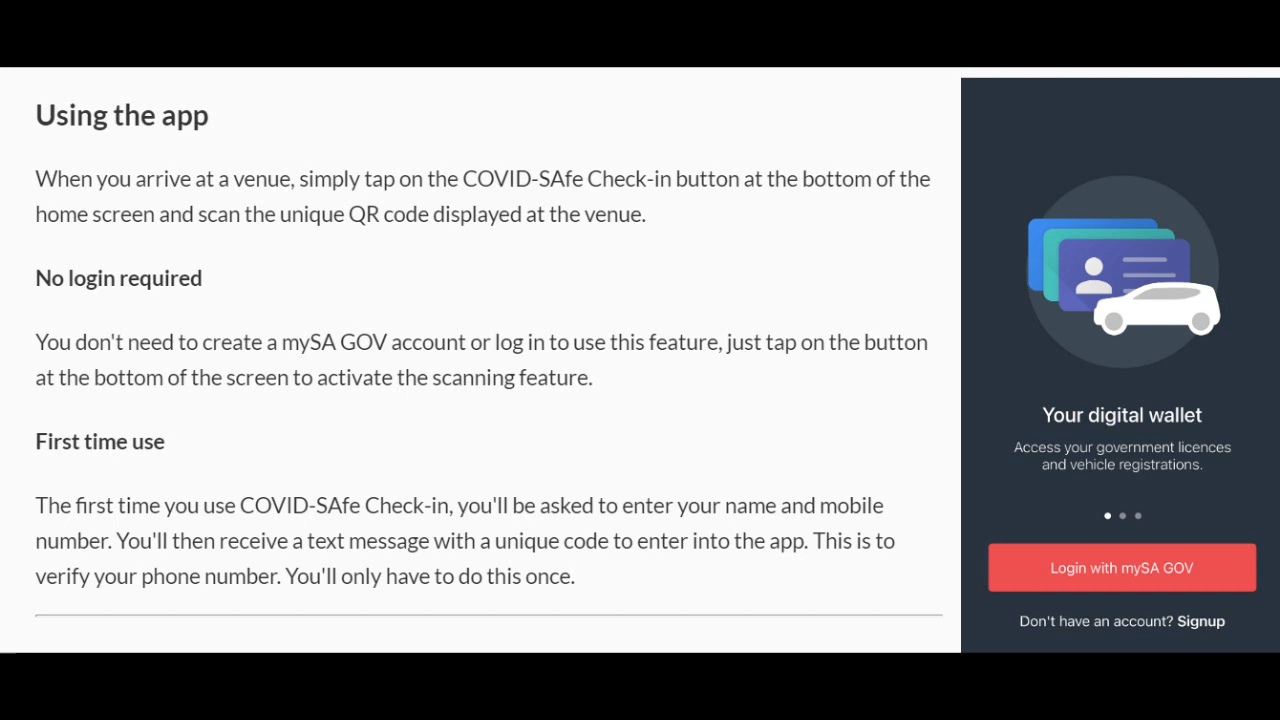 Using the app
When you arrive at a venue, simply tap on the COVID-SAfe Check-in button at the bottom of the
home screen and scan the unique QR code displayed at the venue.
No login required
You don't need to create a mySA GOV account or log in to use this feature, just tap on the button
at the bottom of the screen to activate the scanning feature.
First time use
The first time you use COVID-SAfe Check-in, you'll be asked to enter your name and mobile
number. You'll then receive a text message with a unique code to enter into the app. This is to
verify your phone number. You'll only have to do this once.
Your digital wallet
Access your government licences
and vehicle registrations.
Login with mySA GOV
Don't have an account? Signup